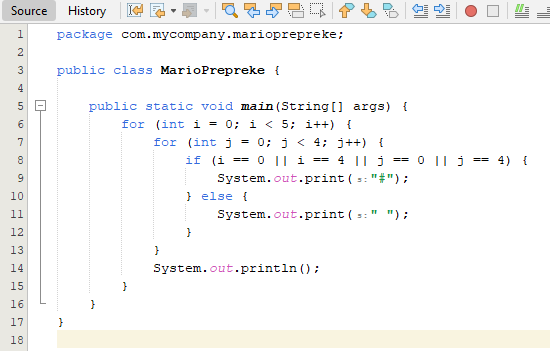 Source History
1 package com.mycompany.marioprepreke;
2
3 public class MarioPrepreke {
4
5 public static void main(String[] args) {
6 for (int i = 0; i < 5; i++) {
7 for (int j = 0; j < 4; j++) {
8 if (i == 0 || i == 4 || j == 0 || j == 4) {
9 System.out.print( s: "#");
10 } else {
11 System.out.print( s: " ");
12 }
13 }
14 System.out.println();
15 }
16 }
17 }
18